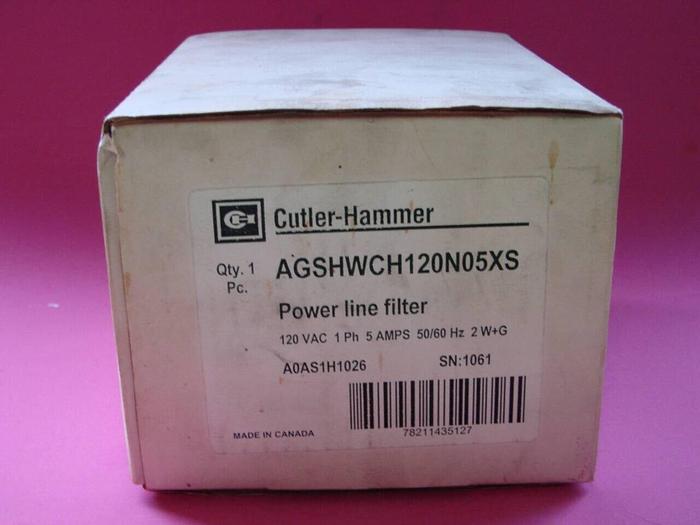 Cutler-Hammer
Qty. 1 Pc.
AGSHWCH120N05XS
Power line filter
120 VAC 1 Ph 5 AMPS 50/60 Hz 2 W+G
A0AS1H1026 SN:1061
MADE IN CANADA
78211435127